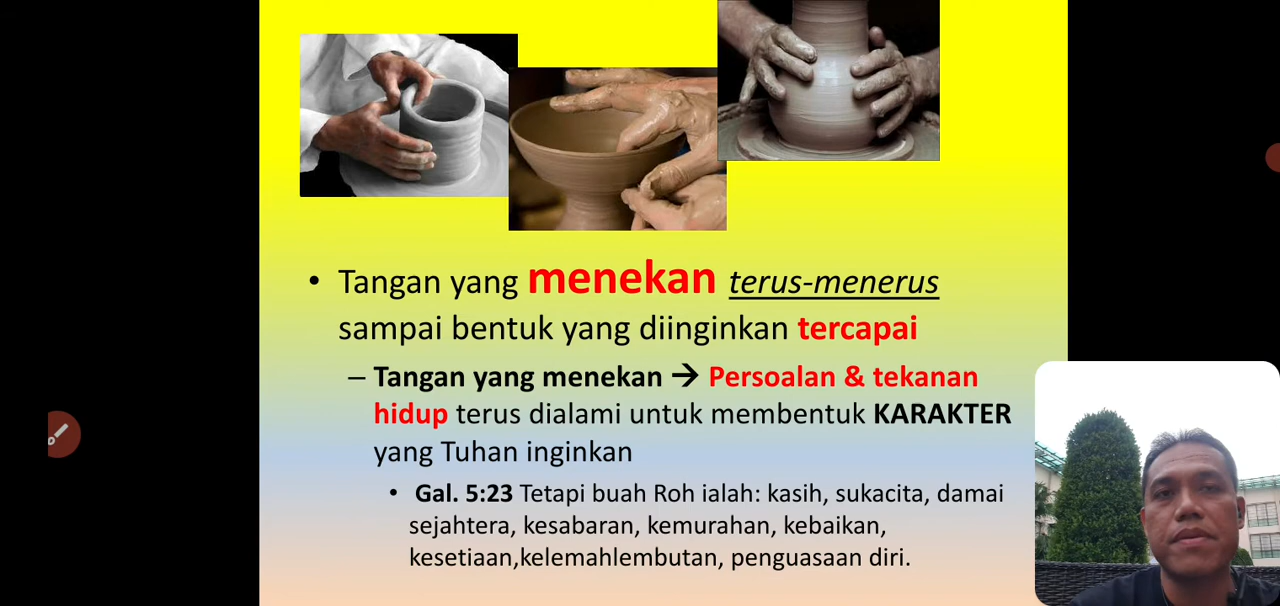 • Tangan yang menekan terus-menerus
sampai bentuk yang diinginkan tercapai
– Tangan yang menekan → Persoalan & tekanan
hidup terus dialami untuk membentuk KARAKTER
yang Tuhan inginkan
• Gal. 5:23 Tetapi buah Roh ialah: kasih, sukacita, damai
sejahtera, kesabaran, kemurahan, kebaikan,
kesetiaan,kelemahlembutan, penguasaan diri.